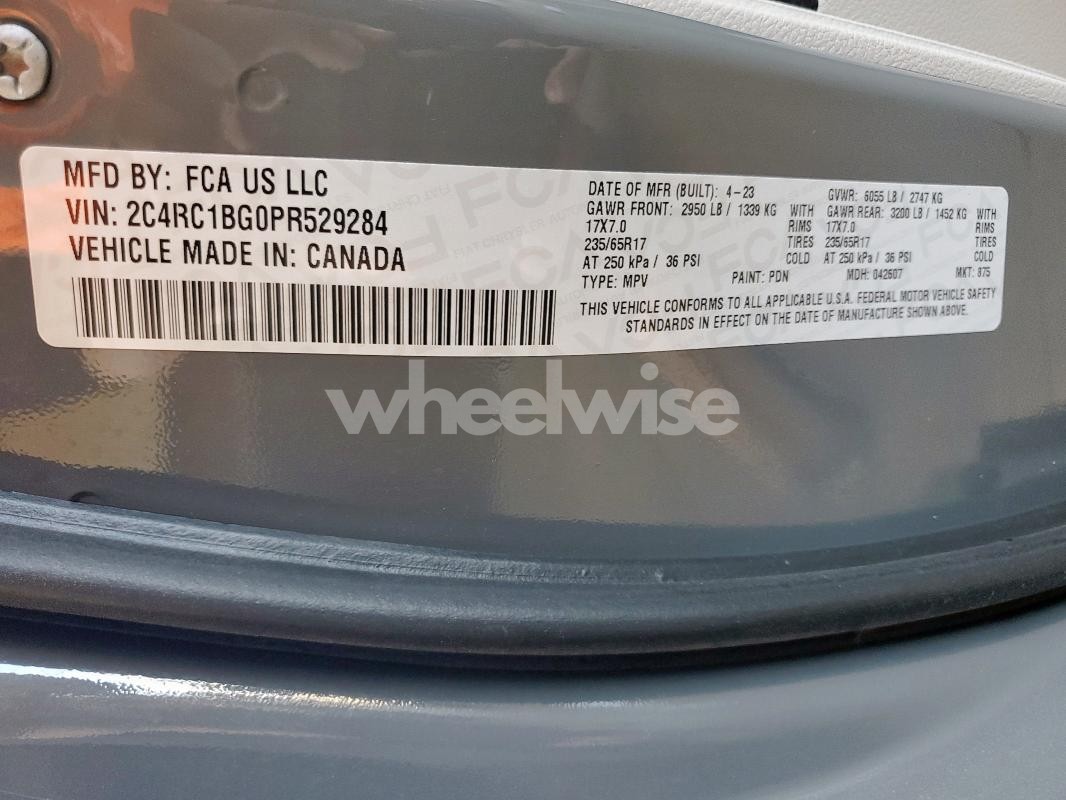 MFD BY: FCA US LLC
VIN: 2C4RC1BG0PR529284
VEHICLE MADE IN: CANADA
DATE OF MFR (BUILT): 4-23 GVWR: 6055 LB / 2747 KG
GAWR FRONT: 2950 LB / 1339 KG WITH GAWR REAR: 3200 LB / 1452 KG WITH
17X7.0 RIMS 17X7.0 RIMS
235/65R17 TIRES 235/65R17 TIRES
AT 250 kPa / 36 PSI COLD AT 250 kPa / 36 PSI COLD
TYPE: MPV PAINT: PDN MDH: 042607 MKT: 875
THIS VEHICLE CONFORMS TO ALL APPLICABLE U.S.A. FEDERAL MOTOR VEHICLE SAFETY
STANDARDS IN EFFECT ON THE DATE OF MANUFACTURE SHOWN ABOVE.
wheelwise